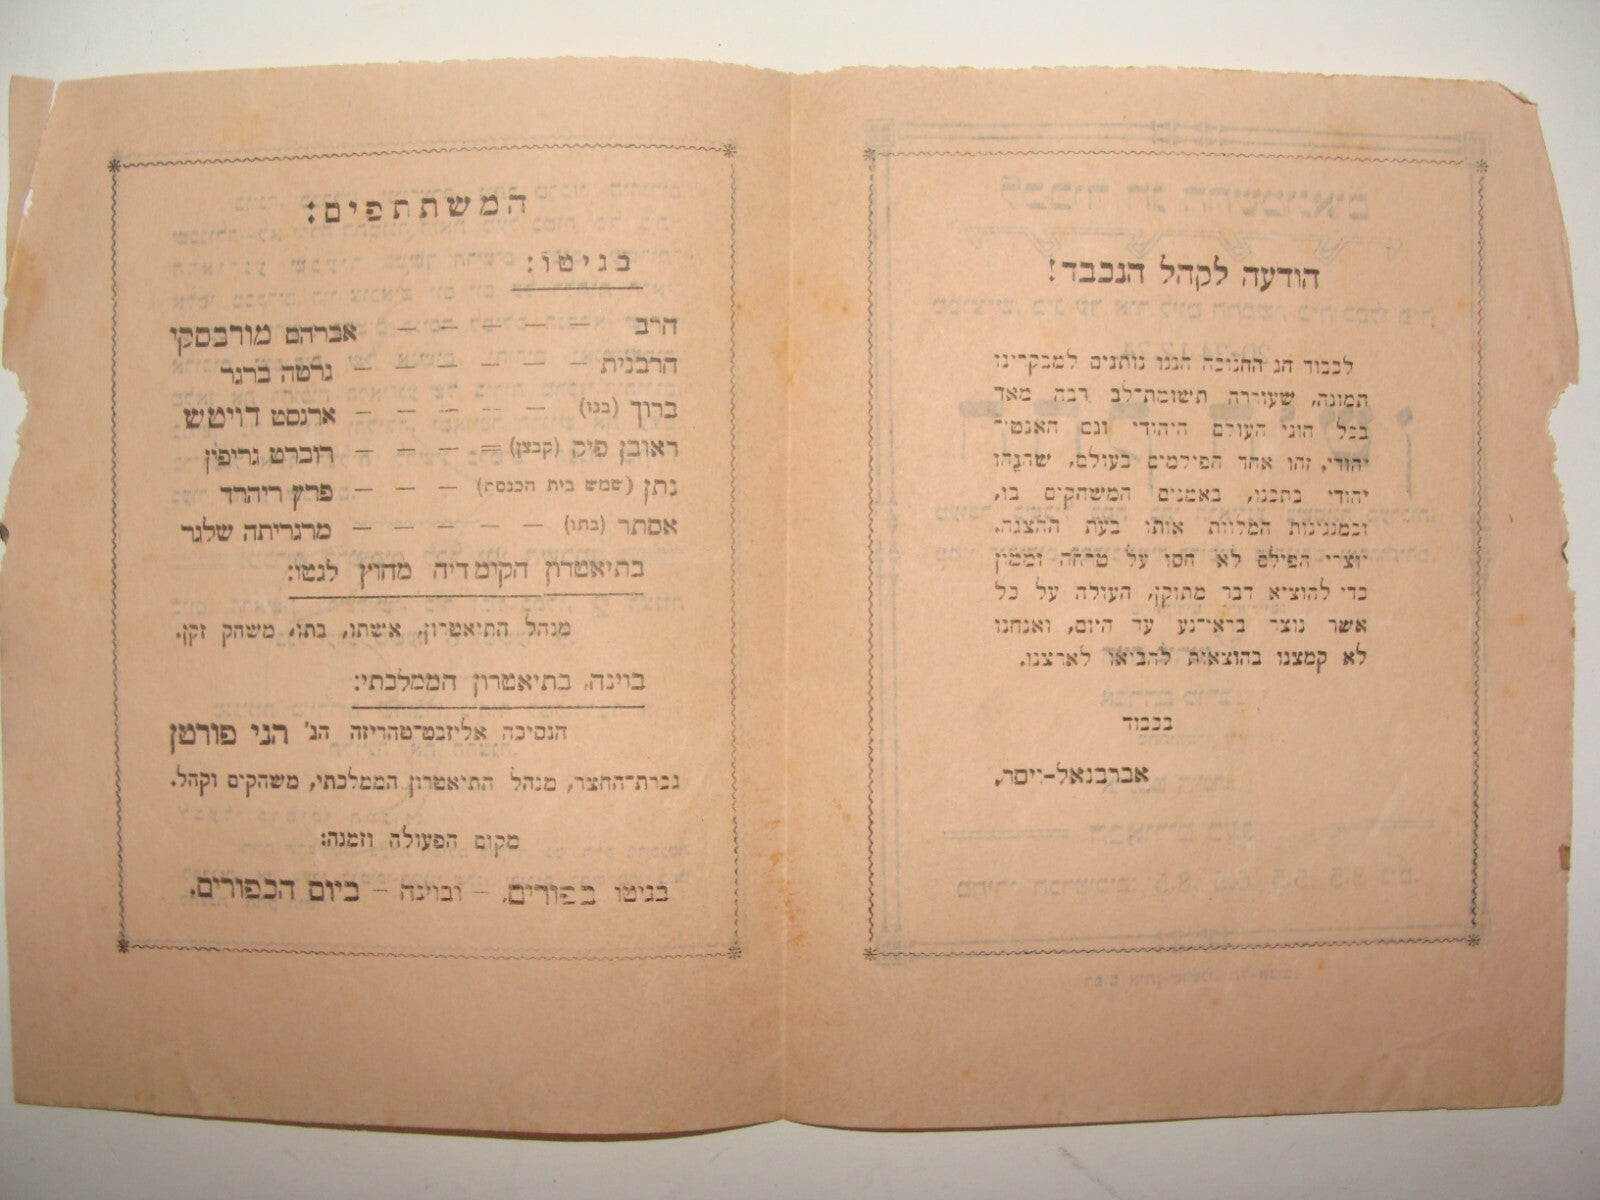 הודעה לקהל הנכבד!
לכבוד חג החנוכה הננו נותנים למבקרינו
תמונה, שעוררה תשומת־לב רבה מאד
בכל חוגי העולם היהודי וגם האנטי־
יהודי. זהו אחד הפילמים בעולם, שהנהו
יהודי בתכנו, באמנים המשחקים בו,
ובמנגינות המלוות אותו בעת ההצגה.
יוצרי הפילם לא חסו על טרחה וממון
כדי להוציא דבר מתוקן, העולה על כל
אשר נוצר בראי־נע עד היום, ואנחנו
לא קמצנו בהוצאות להביאו לארצנו.
בכבוד
אברבנאל-ויסר.
המשתתפים:
בגיטו:
הרב — — — — — אברהם מורבסקי
הרבנית — — — — — גרטה ברגר
ברוך (בנו) — — — — — ארנסט דויטש
ראובן פיק (קבצן) — — — — רוברט גריפין
נתן (שמש בית הכנסת) — — — פרץ ריהרד
אסתר (בתו) — — — — — מרגריתה שלגר
בתיאטרון הקומדיה מחוץ לגטו:
מנהל התיאטרון, אשתו, בתו, משחק זקן.
בוינה, בתיאטרון הממלכתי:
הנסיכה אליזבט־טהריזה הג' הני פורטן
גברת־החצר, מנהל התיאטרון הממלכתי, משחקים וקהל.
מקום הפעולה וזמנה:
בגיטו בפורים, – ובוינה – ביום הכפורים.